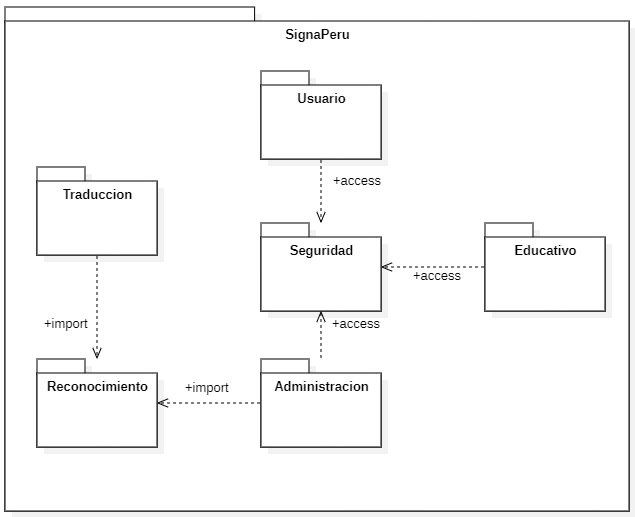 SignaPeru
Usuario
+access
Traduccion
Seguridad
Educativo
+access
+import
+access
Reconocimiento
+import
Administracion